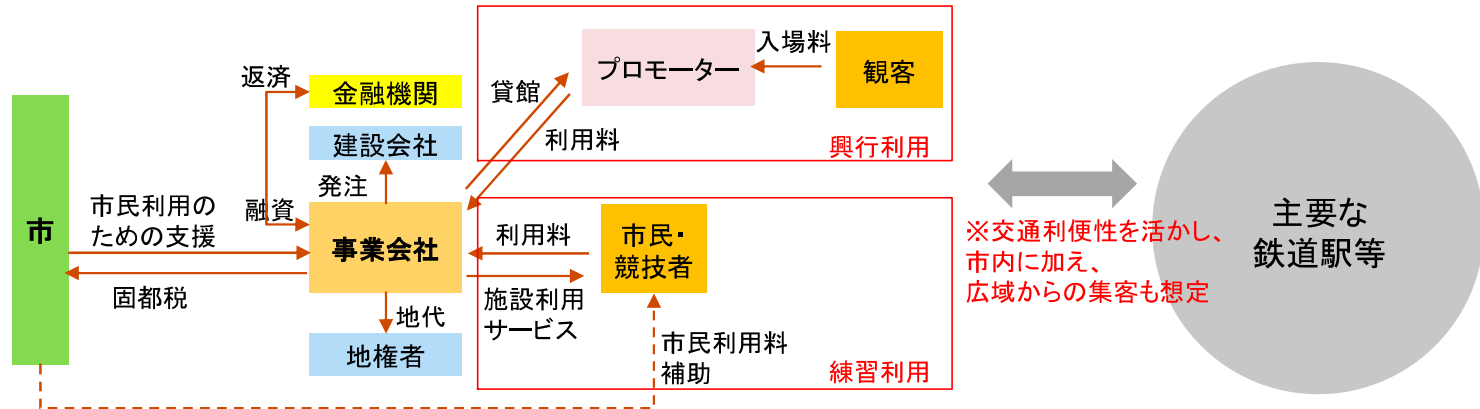 市
市民利用の
ための支援
固都税
返済
融資
金融機関
建設会社
発注
事業会社
地代
地権者
貸館
利用料
プロモーター
入場料
観客
興行利用
利用料
施設利用
サービス
市民・
競技者
市民利用料
補助
練習利用
※交通利便性を活かし、
市内に加え、
広域からの集客も想定
主要な
鉄道駅等